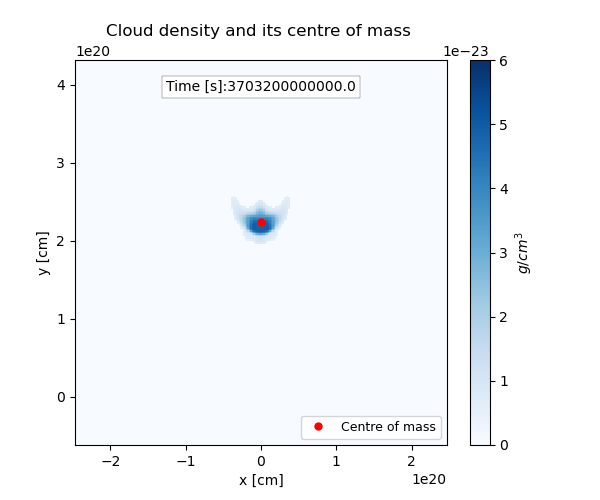 Cloud density and its centre of mass
1e20
1e−23
Time [s]:3703200000000.0
4
3
2
1
0
y [cm]
−2
−1
0
1
2
x [cm]
1e20
Centre of mass
6
5
4
3
2
1
0
g/cm³